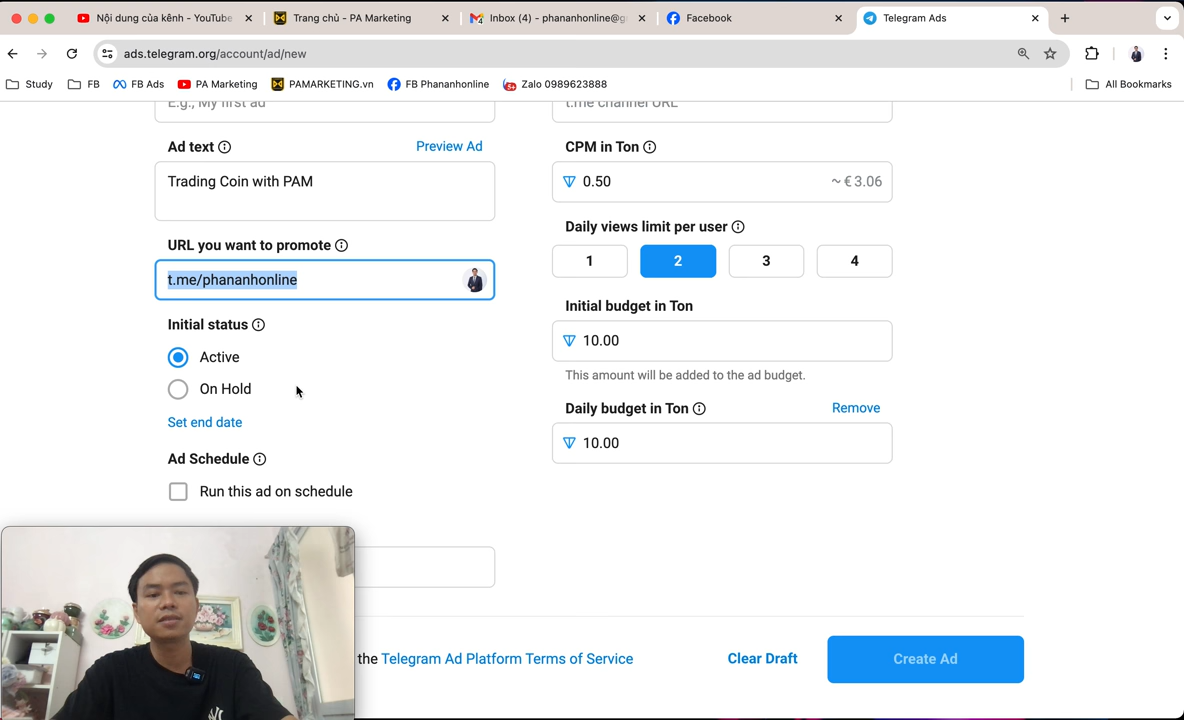 Nội dung của kênh - YouTube
Trang chủ - PA Marketing
Inbox (4) - phananhonline@g
Facebook
Telegram Ads
ads.telegram.org/account/ad/new
Study
FB
FB Ads
PA Marketing
PAMARKETING.vn
FB Phananhonline
Zalo 0989623888
All Bookmarks
E.g., My first ad
t.me channel URL
Ad text
Preview Ad
CPM in Ton
Trading Coin with PAM
0.50
~ € 3.06
Daily views limit per user
URL you want to promote
1
2
3
4
t.me/phananhonline
Initial budget in Ton
Initial status
10.00
Active
This amount will be added to the ad budget.
On Hold
Daily budget in Ton
Remove
Set end date
10.00
Ad Schedule
Run this ad on schedule
the Telegram Ad Platform Terms of Service
Clear Draft
Create Ad